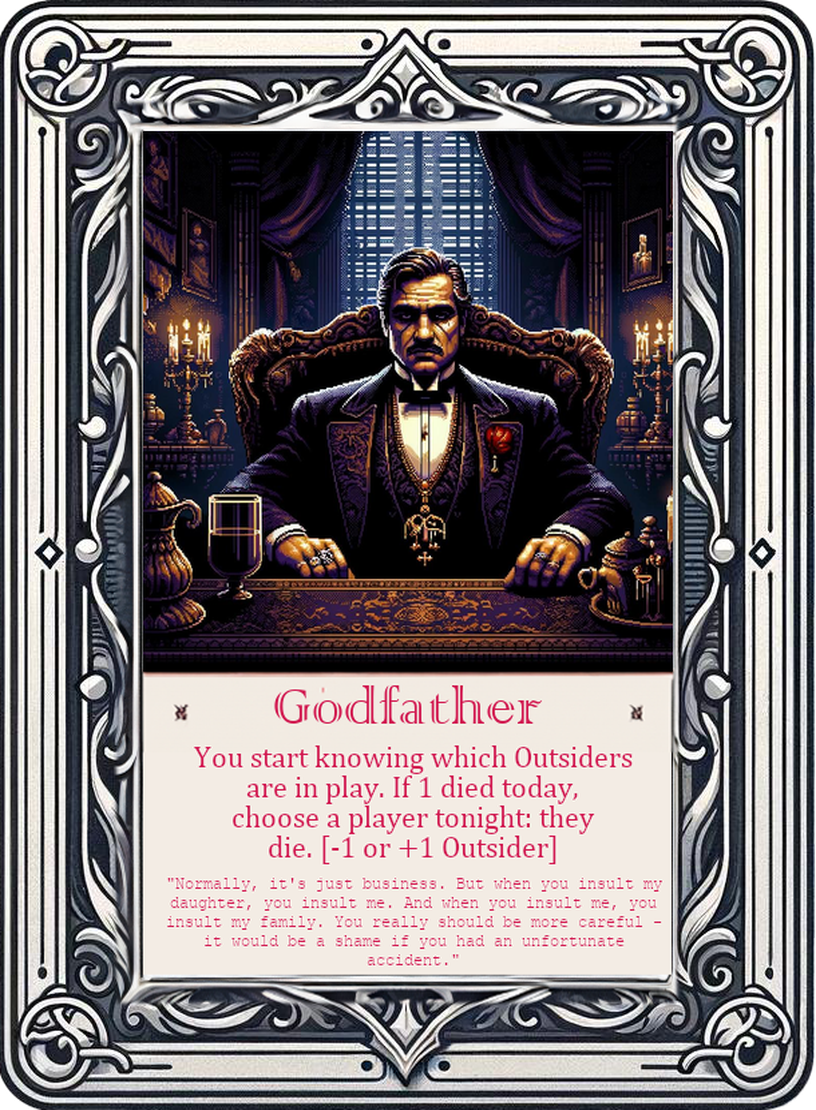 Godfather
You start knowing which Outsiders
are in play. If 1 died today,
choose a player tonight: they
die. [-1 or +1 Outsider]
"Normally, it's just business. But when you insult my
daughter, you insult me. And when you insult me, you
insult my family. You really should be more careful -
it would be a shame if you had an unfortunate
accident."